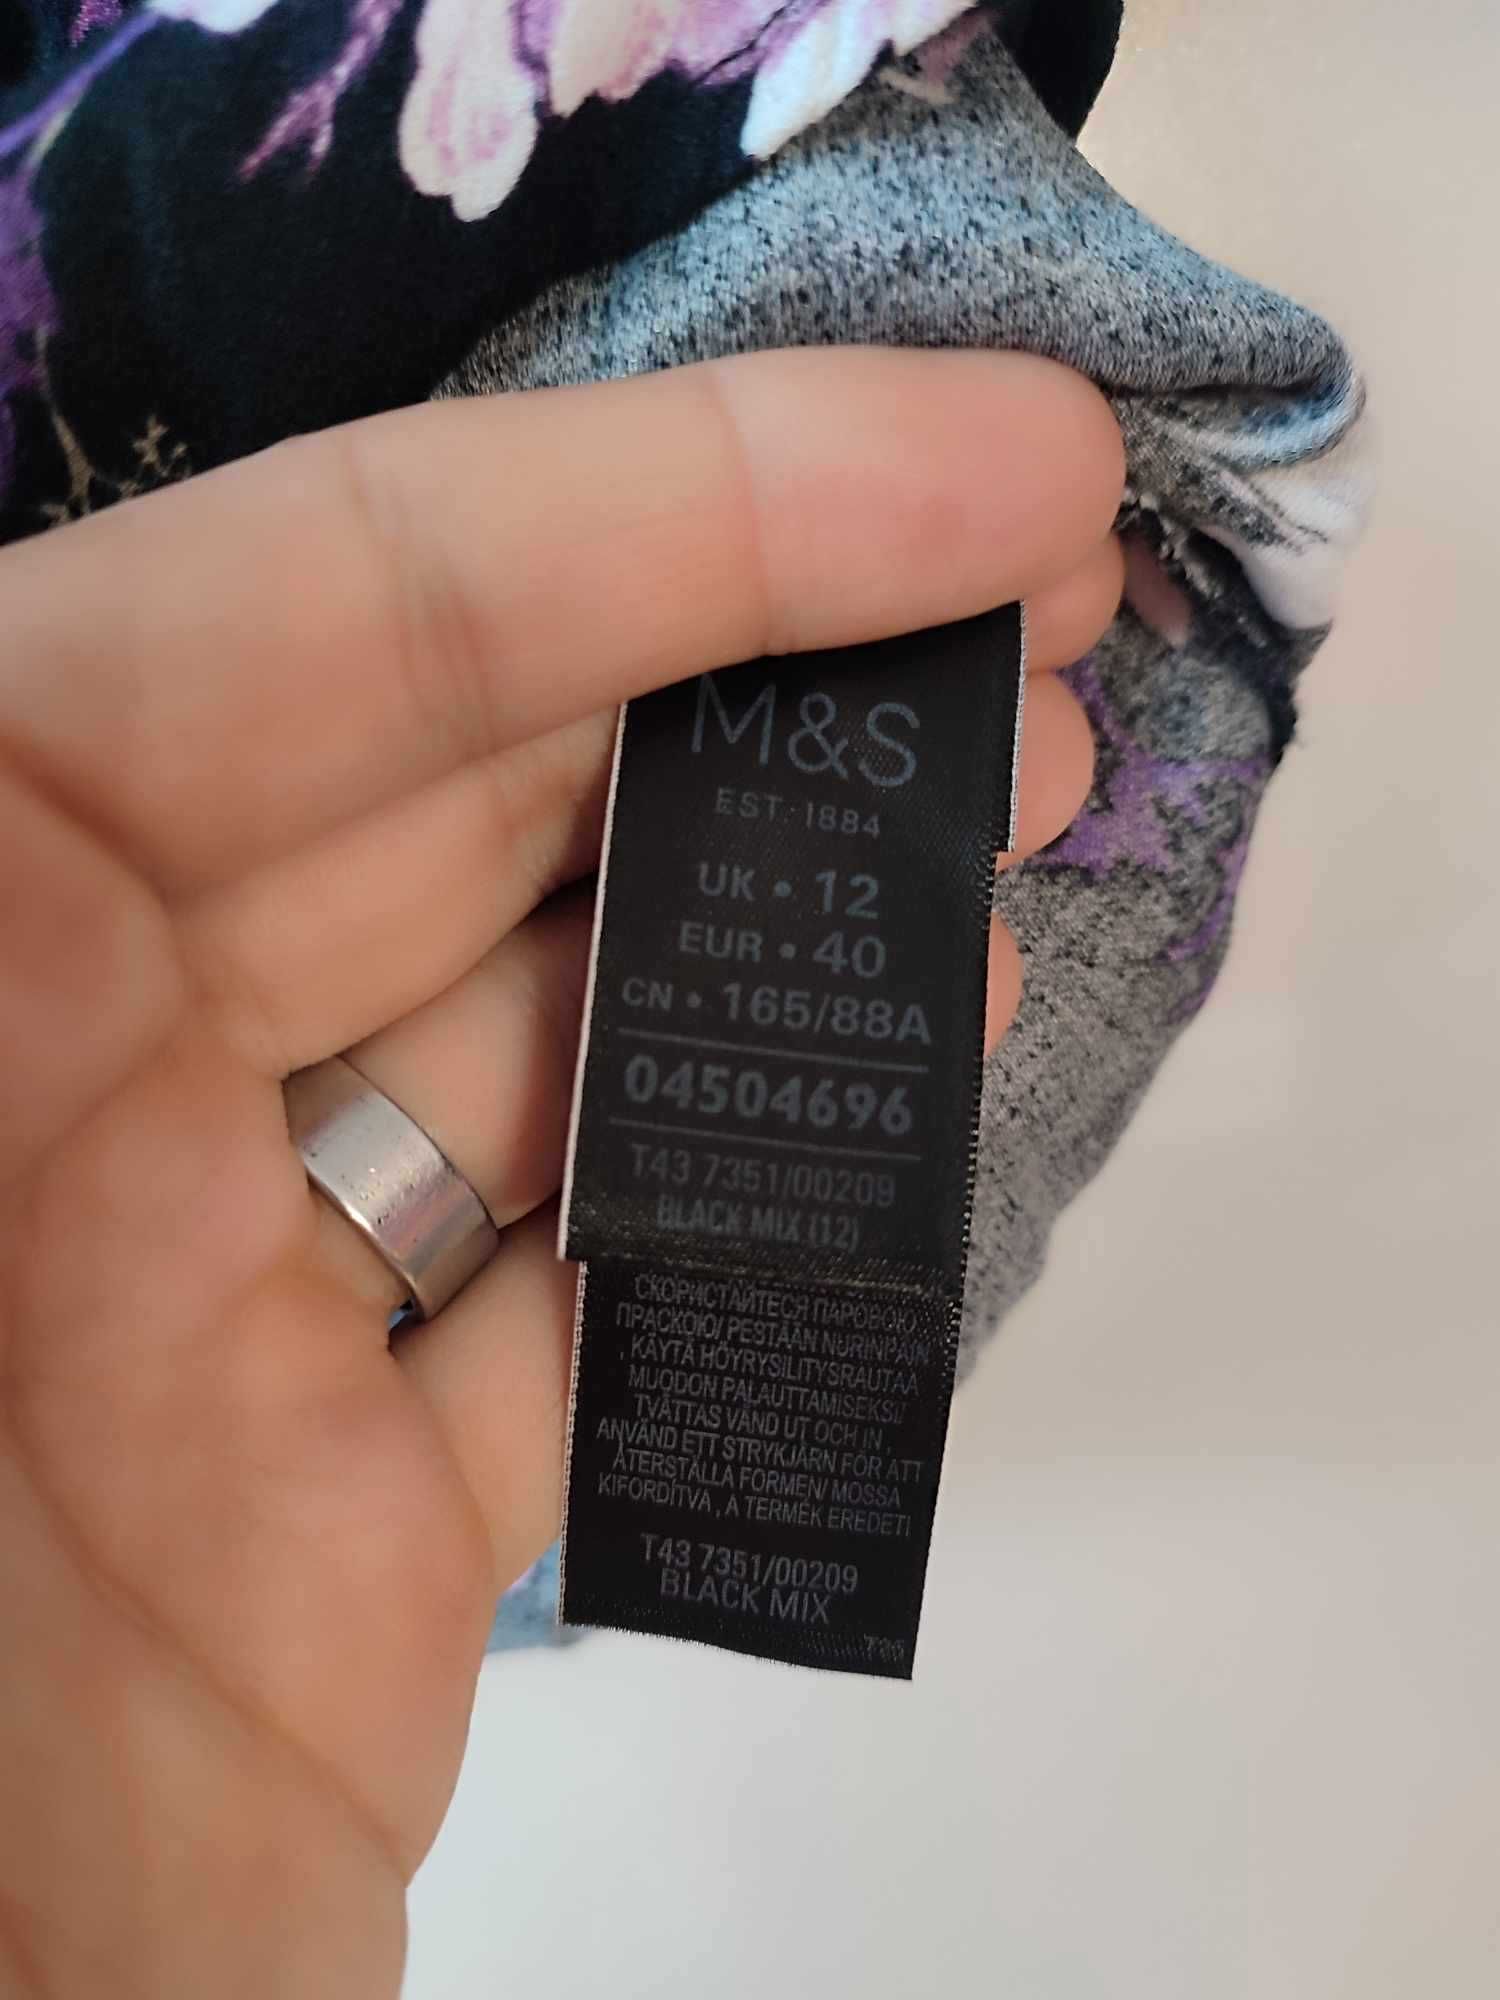 M&S
EST. 1884
UK • 12
EUR • 40
CN • 165/88A
04504696
T43 7351/00209
BLACK MIX (12)
СКОРИСТАЙТЕСЯ ПАРОВОЮ
ПРАСКОЮ/ PESTÄÄN NURINPÄIN
, KÄYTÄ HÖYRYSILITYSRAUTAA
MUODON PALAUTTAMISEKSI/
TVÄTTAS VÄND UT OCH IN ,
ANVÄND ETT STRYKJÄRN FÖR ATT
ÅTERSTÄLLA FORMEN/ MOSSA
KIFORDÍTVA , A TERMÉK EREDETI
T43 7351/00209
BLACK MIX